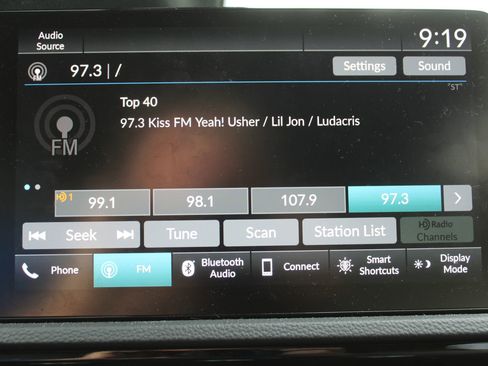 Audio
Source
9:19
97.3 | /
Settings
Sound
"ST"
Top 40
97.3 Kiss FM Yeah! Usher / Lil Jon / Ludacris
FM
HD 1
99.1
98.1
107.9
97.3
Seek
Tune
Scan
Station List
HD Radio
Channels
Phone
FM
Bluetooth
Audio
Connect
Smart
Shortcuts
Display
Mode